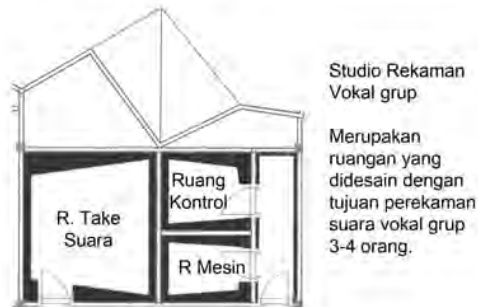 Studio Rekaman
Vokal grup
Merupakan
ruangan yang
didesain dengan
tujuan perekaman
suara vokal grup
3-4 orang.
R. Take
Suara
Ruang
Kontrol
R Mesin